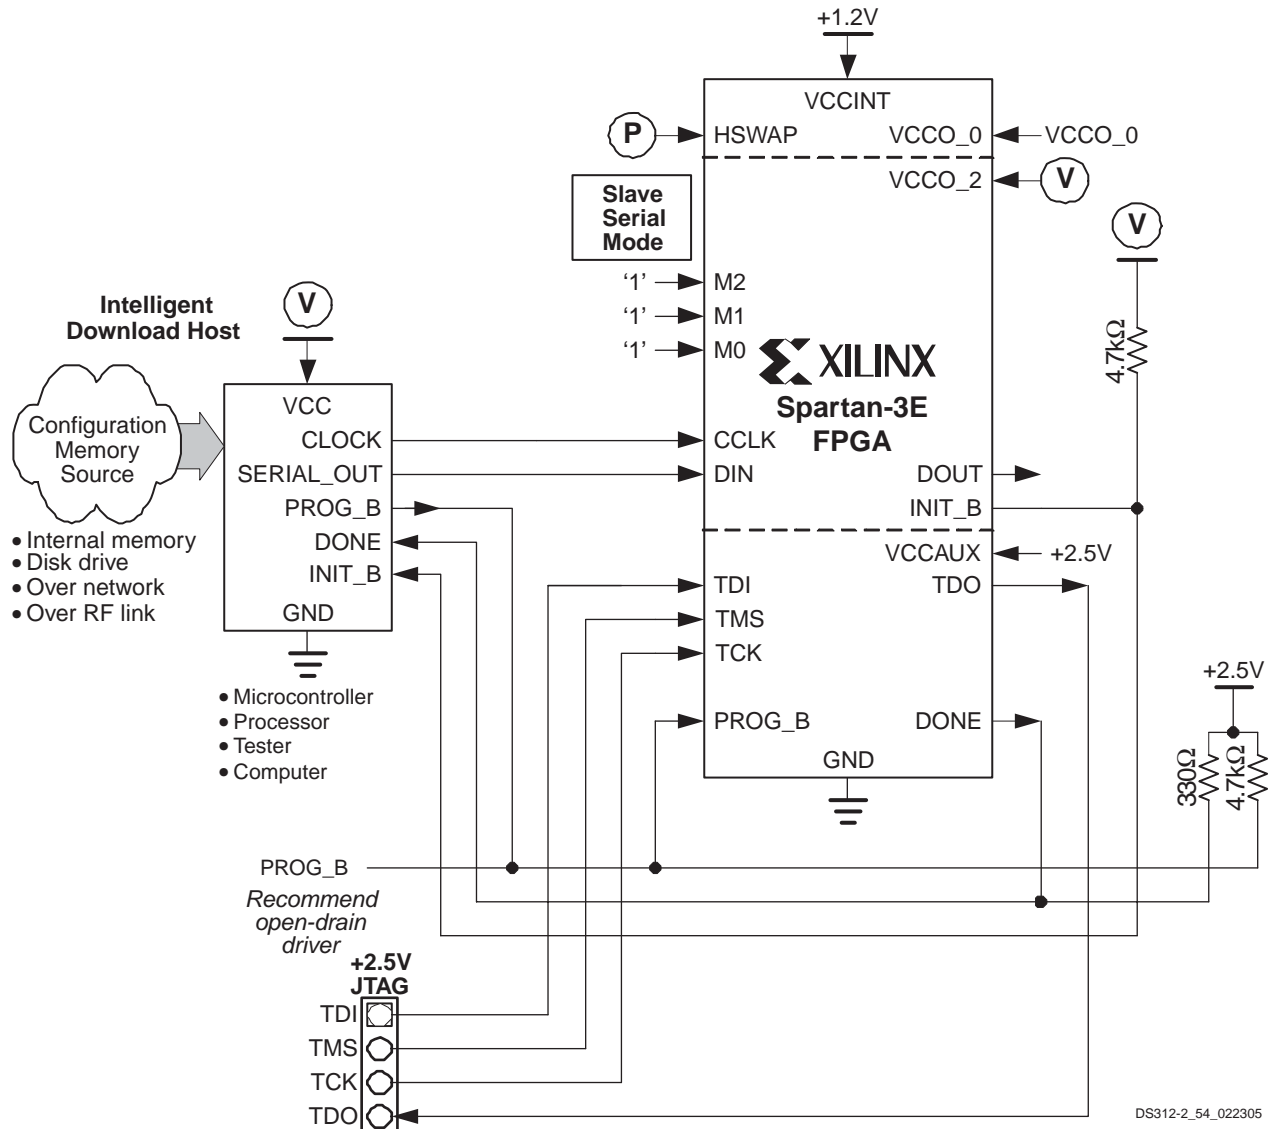 +1.2V
VCCINT
P
HSWAP
VCCO_0
VCCO_0
VCCO_2
V
Slave
Serial
Mode
V
‘1’
M2
‘1’
M1
‘1’
M0
XILINX
Spartan-3E
FPGA
4.7kΩ
Intelligent
Download Host
V
Configuration
Memory
Source
VCC
CLOCK
SERIAL_OUT
PROG_B
DONE
INIT_B
GND
CCLK
DIN
DOUT
INIT_B
• Internal memory
• Disk drive
• Over network
• Over RF link
• Microcontroller
• Processor
• Tester
• Computer
VCCAUX
+2.5V
TDI
TDO
TMS
TCK
PROG_B
DONE
GND
+2.5V
330Ω
4.7kΩ
PROG_B
Recommend
open-drain
driver
+2.5V
JTAG
TDI
TMS
TCK
TDO
DS312-2_54_022305